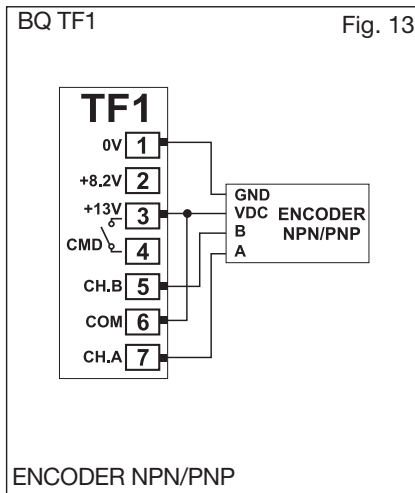 BQ TF1 Fig. 13
TF1
0V 1
+8.2V 2
+13V 3
CMD 4
CH.B 5
COM 6
CH.A 7
GND
VDC ENCODER
B NPN/PNP
A
ENCODER NPN/PNP